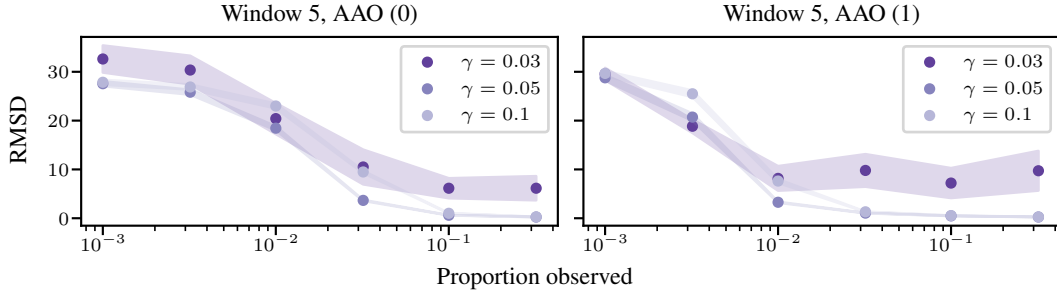 Window 5, AAO (0)
Window 5, AAO (1)
RMSD
30
20
10
0
γ = 0.03
γ = 0.05
γ = 0.1
γ = 0.03
γ = 0.05
γ = 0.1
10⁻³
10⁻²
10⁻¹
10⁻³
10⁻²
10⁻¹
Proportion observed